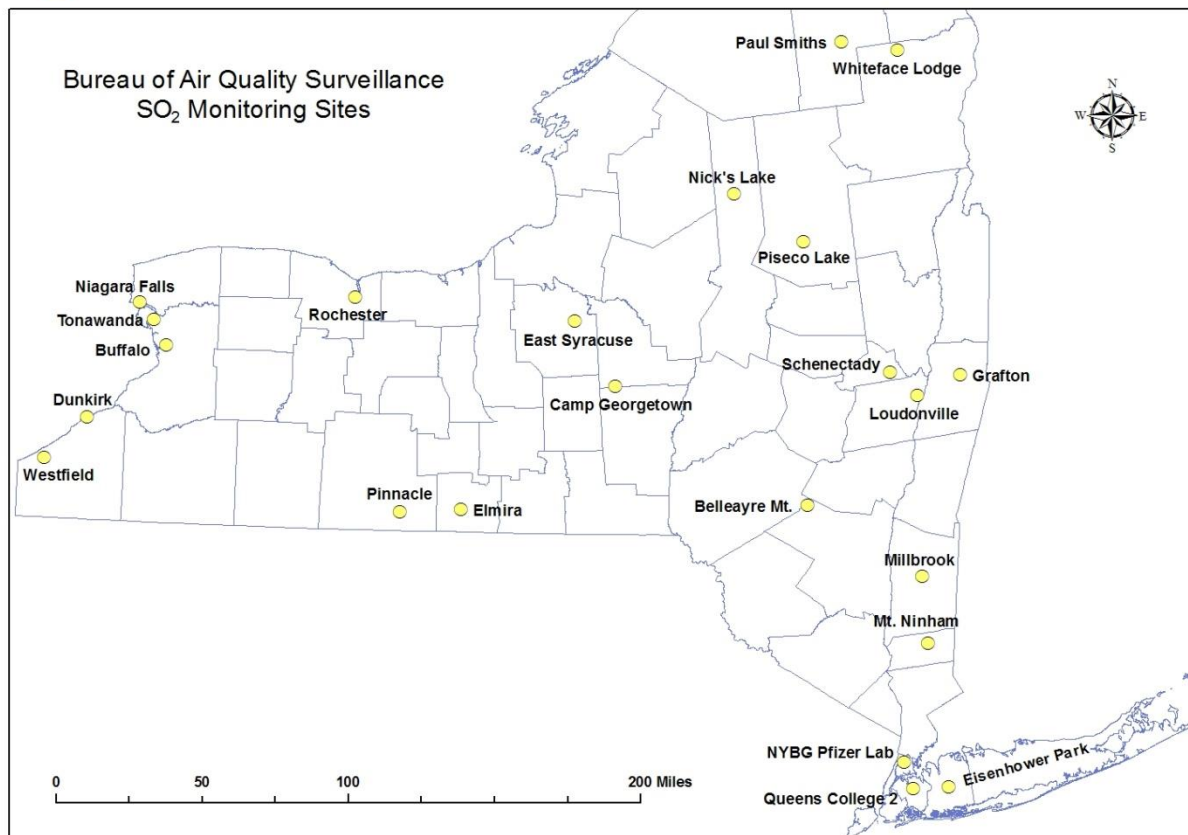 Bureau of Air Quality Surveillance
SO₂ Monitoring Sites
Paul Smiths
Whiteface Lodge
N
W E
S
Nick's Lake
Piseco Lake
Niagara Falls
Tonawanda
Buffalo
Rochester
East Syracuse
Camp Georgetown
Schenectady
Grafton
Loudonville
Dunkirk
Westfield
Pinnacle
Elmira
Belleayre Mt.
Millbrook
Mt. Ninham
NYBG Pfizer Lab
Eisenhower Park
Queens College 2
0 50 100 200 Miles